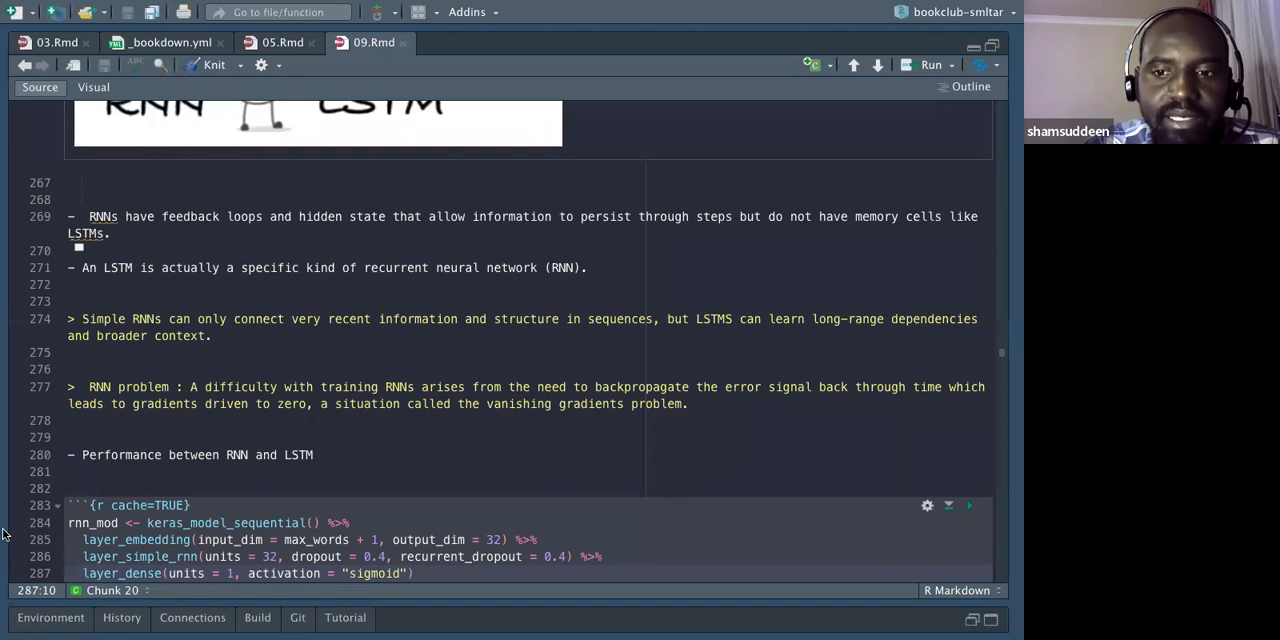 Go to file/function
Addins
bookclub-smltar
03.Rmd
_bookdown.yml
05.Rmd
09.Rmd
ABC
Knit
Run
Source
Visual
Outline
RNN LSTM
267
268
269 - RNNs have feedback loops and hidden state that allow information to persist through steps but do not have memory cells like
LSTMs.
270
271 - An LSTM is actually a specific kind of recurrent neural network (RNN).
272
273
274 > Simple RNNs can only connect very recent information and structure in sequences, but LSTMS can learn long-range dependencies
and broader context.
275
276
277 > RNN problem : A difficulty with training RNNs arises from the need to backpropagate the error signal back through time which
leads to gradients driven to zero, a situation called the vanishing gradients problem.
278
279
280 - Performance between RNN and LSTM
281
282
283 ```{r cache=TRUE}
284 rnn_mod <- keras_model_sequential() %>%
285 layer_embedding(input_dim = max_words + 1, output_dim = 32) %>%
286 layer_simple_rnn(units = 32, dropout = 0.4, recurrent_dropout = 0.4) %>%
287 layer_dense(units = 1, activation = "sigmoid")
287:10
C Chunk 20
R Markdown
Environment
History
Connections
Build
Git
Tutorial
shamsuddeen